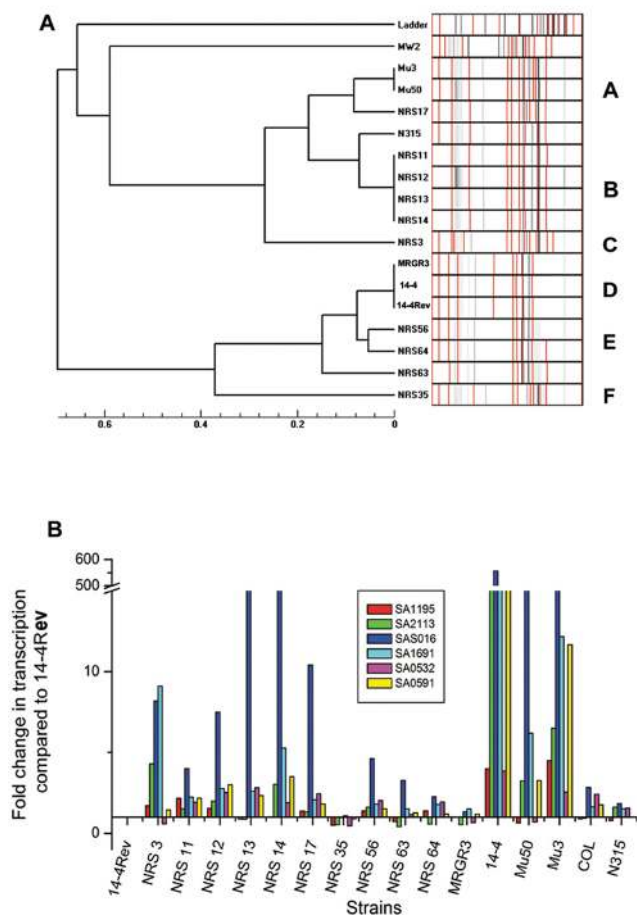 A
Ladder
MW2
Mu3
Mu50
NRS17
N315
NRS11
NRS12
NRS13
NRS14
NRS3
MRGR3
14-4
14-4Rev
NRS56
NRS64
NRS63
NRS35
A
B
C
D
E
F
0.6
0.4
0.2
0
B
Fold change in transcription
compared to 14-4Rev
600
500
10
0
SA1195
SA2113
SAS016
SA1691
SA0532
SA0591
14-4Rev
NRS 3
NRS 11
NRS 12
NRS 13
NRS 14
NRS 17
NRS 35
NRS 56
NRS 63
NRS 64
MRGR3
14-4
Mu50
Mu3
COL
N315
Strains